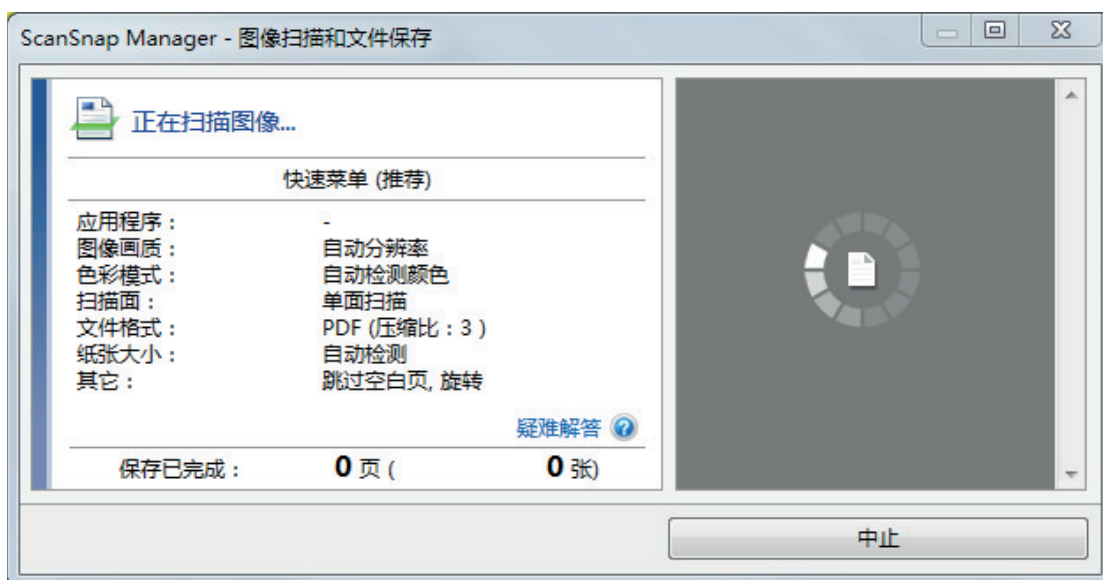 ScanSnap Manager - 图像扫描和文件保存
正在扫描图像...
快速菜单 (推荐)
应用程序： -
图像画质： 自动分辨率
色彩模式： 自动检测颜色
扫描面： 单面扫描
文件格式： PDF (压缩比：3 )
纸张大小： 自动检测
其它： 跳过空白页, 旋转
疑难解答
保存已完成： 0 页 ( 0 张)
中止